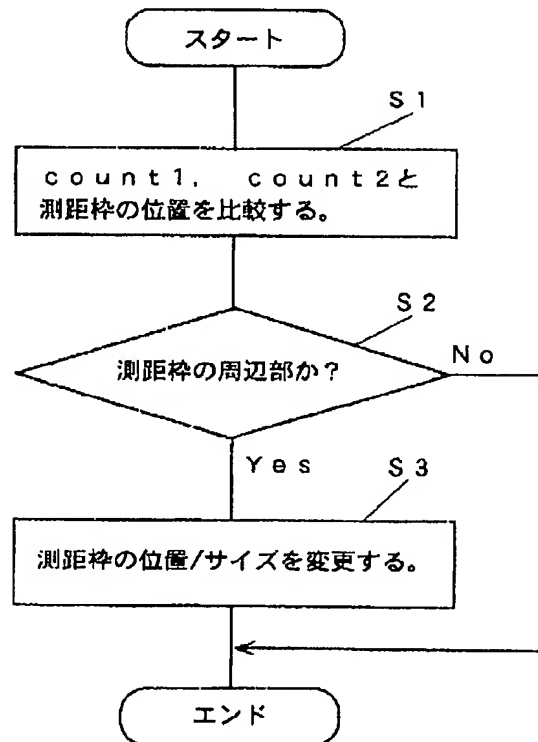 スタート
S1
count1, count2と
測距枠の位置を比較する。
S2
測距枠の周辺部か?
No
Yes
S3
測距枠の位置/サイズを変更する。
エンド